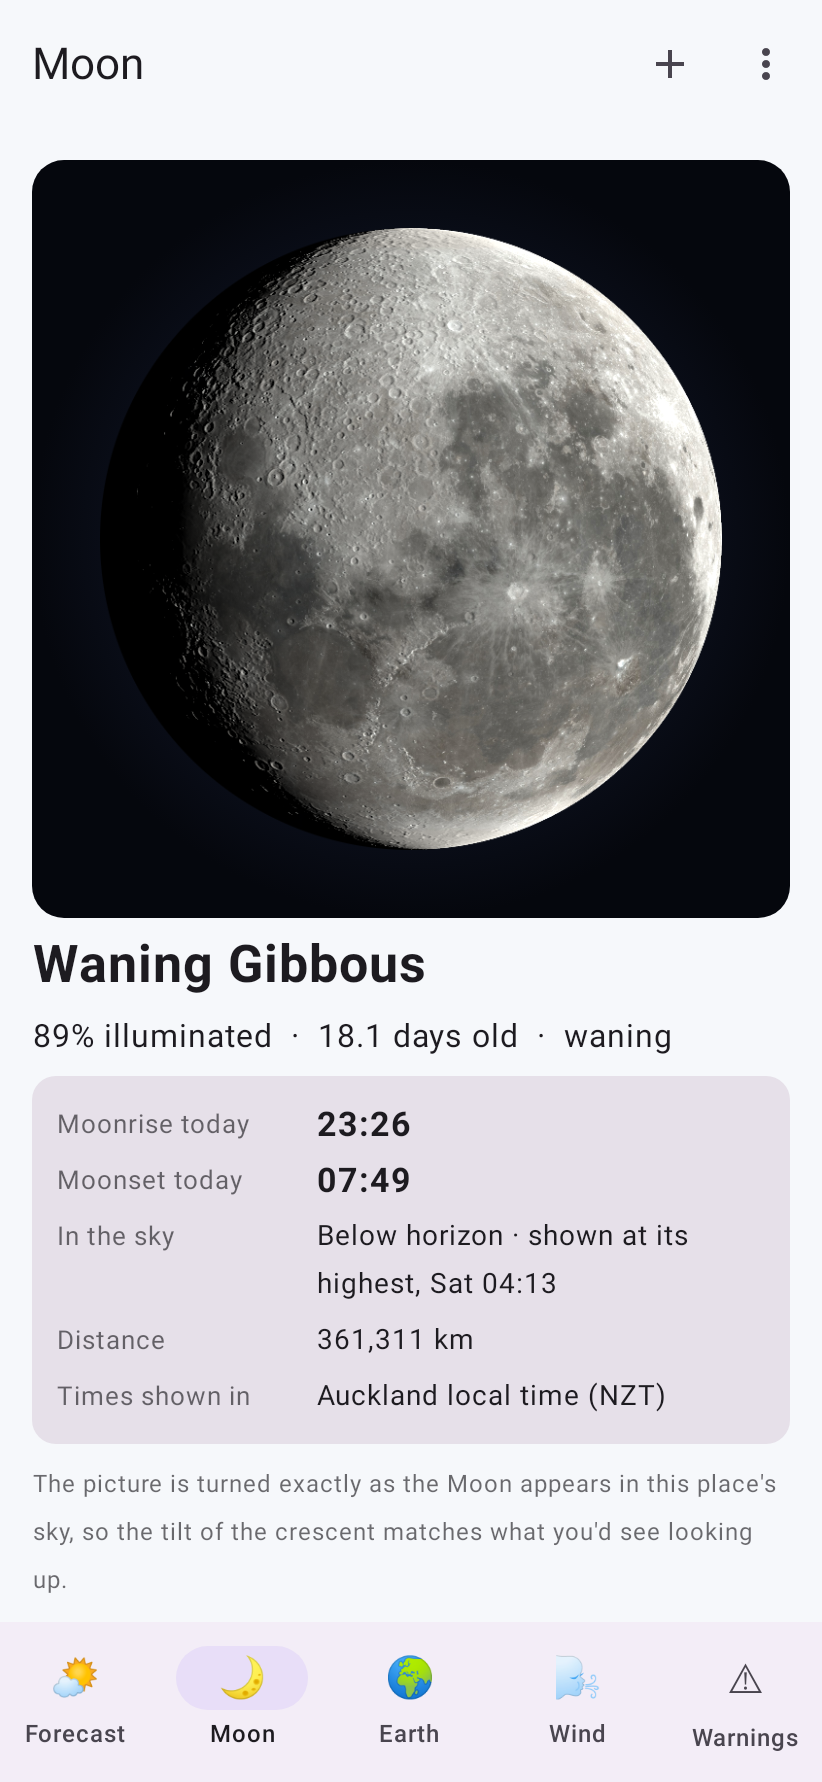 Moon
Waning Gibbous
89% illuminated · 18.1 days old · waning
Moonrise today 23:26
Moonset today 07:49
In the sky Below horizon · shown at its
highest, Sat 04:13
Distance 361,311 km
Times shown in Auckland local time (NZT)
The picture is turned exactly as the Moon appears in this place's
sky, so the tilt of the crescent matches what you'd see looking
up.
Forecast Moon Earth Wind Warnings